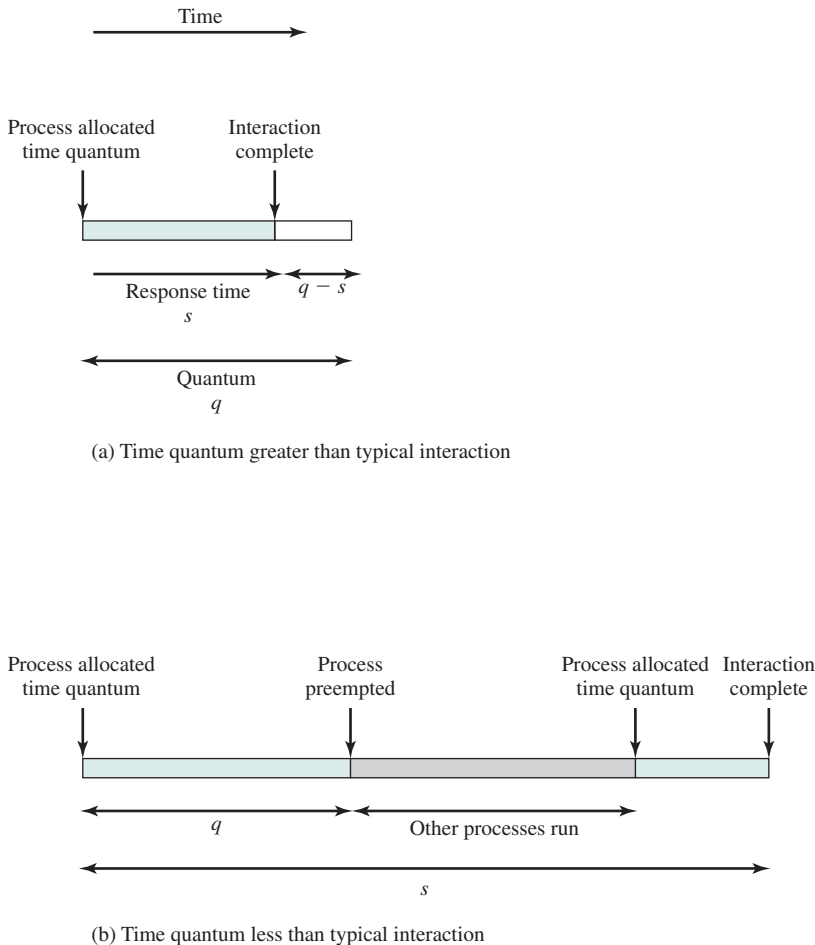 Time
Process allocated
time quantum
Interaction
complete
Response time
s
q − s
Quantum
q
(a) Time quantum greater than typical interaction
Process allocated
time quantum
Process
preempted
Process allocated
time quantum
Interaction
complete
q
Other processes run
s
(b) Time quantum less than typical interaction